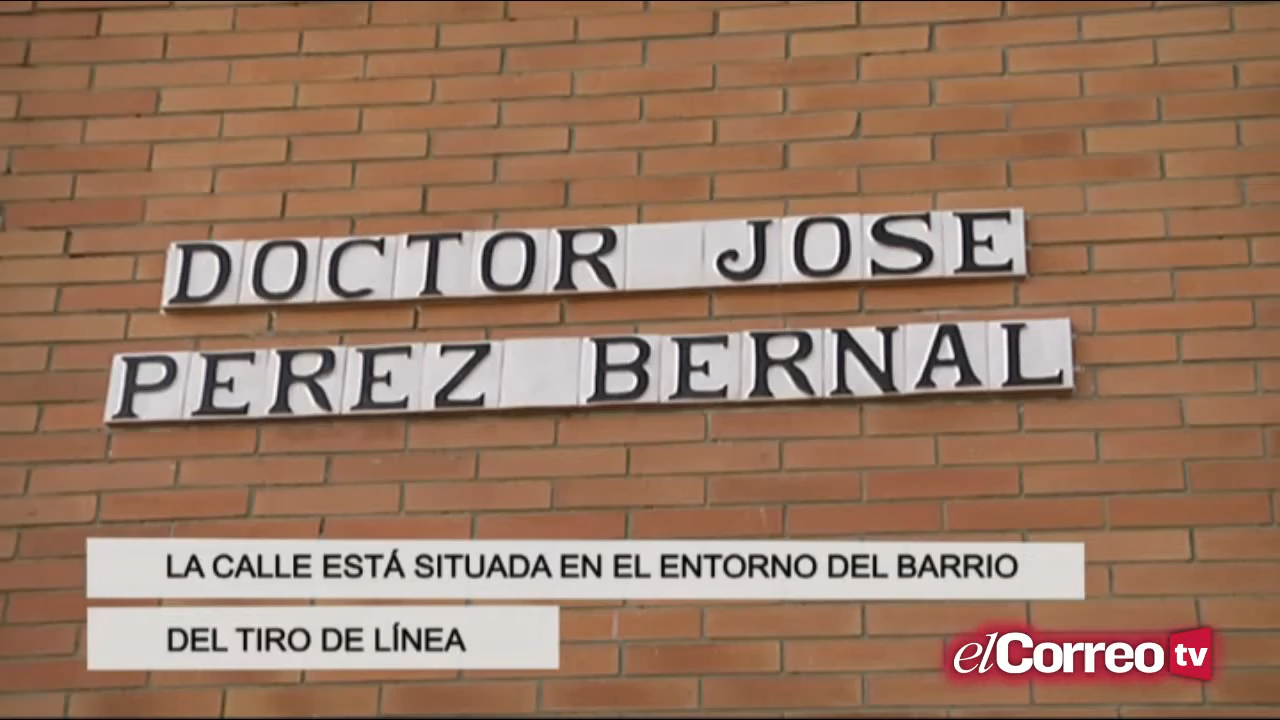 DOCTOR JOSE
PEREZ BERNAL
LA CALLE ESTÁ SITUADA EN EL ENTORNO DEL BARRIO
DEL TIRO DE LÍNEA
elCorreo tv